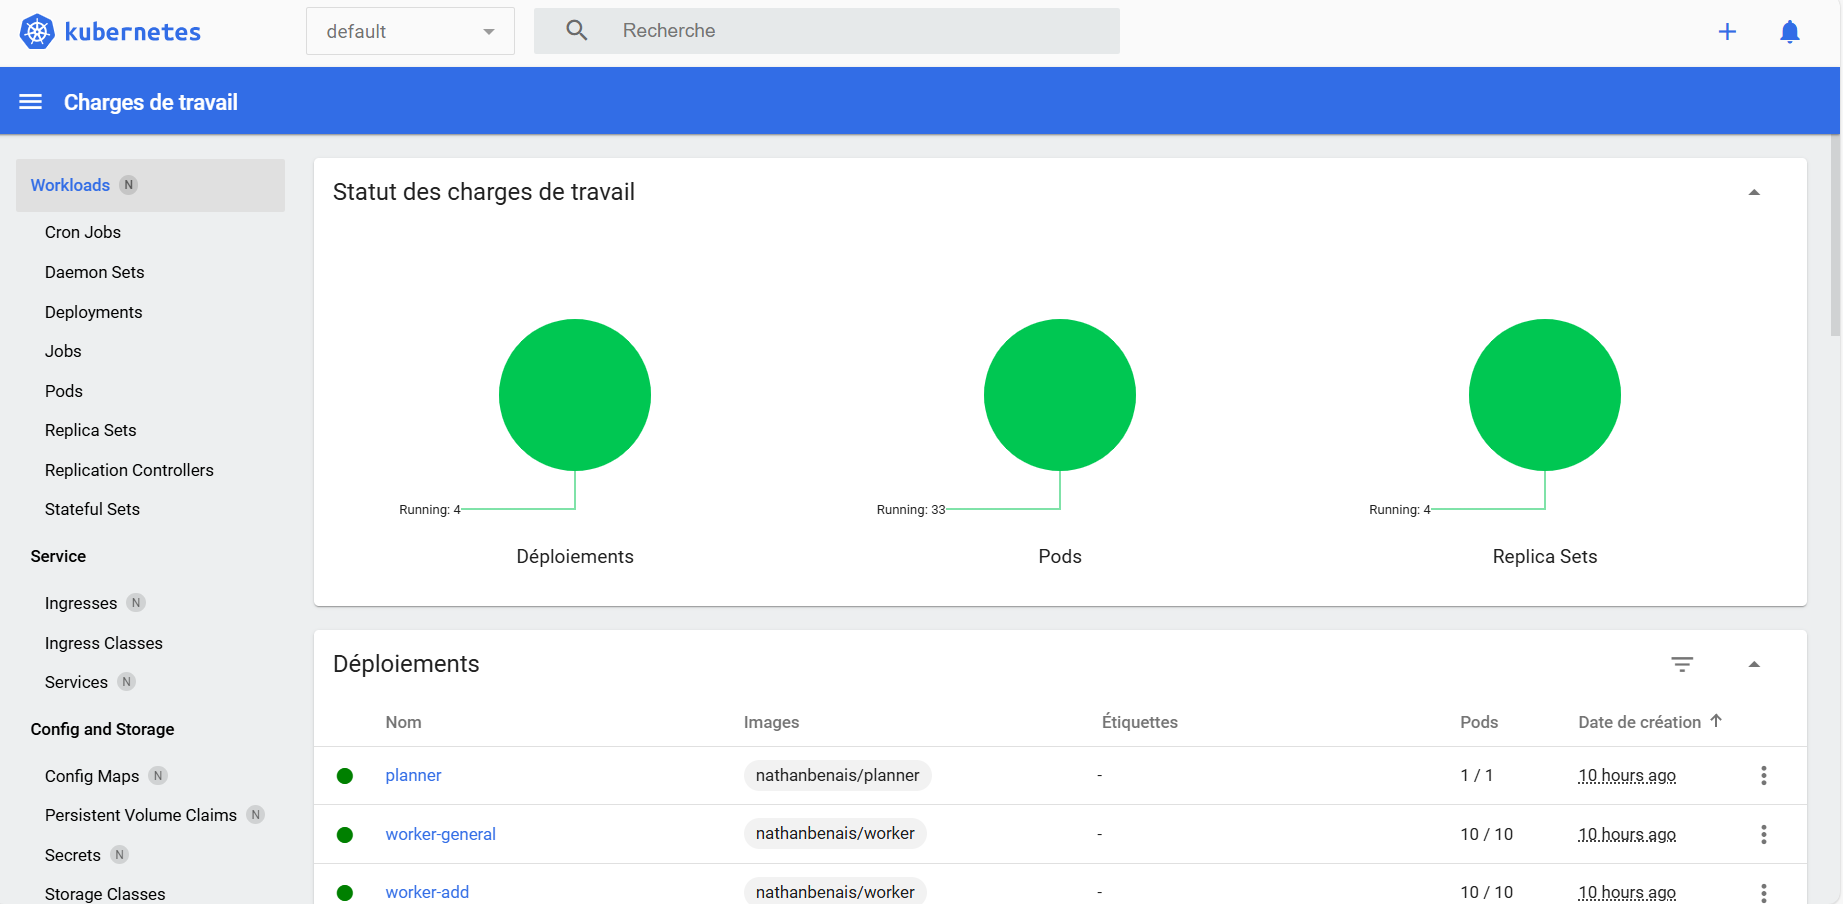 kubernetes
default
Recherche
Charges de travail
Workloads N
Cron Jobs
Daemon Sets
Deployments
Jobs
Pods
Replica Sets
Replication Controllers
Stateful Sets
Service
Ingresses N
Ingress Classes
Services N
Config and Storage
Config Maps N
Persistent Volume Claims N
Secrets N
Storage Classes
Statut des charges de travail
Running: 4
Déploiements
Running: 33
Pods
Running: 4
Replica Sets
Déploiements
Nom Images Étiquettes Pods Date de création
planner nathanbenais/planner - 1 / 1 10 hours ago
worker-general nathanbenais/worker - 10 / 10 10 hours ago
worker-add nathanbenais/worker - 10 / 10 10 hours ago